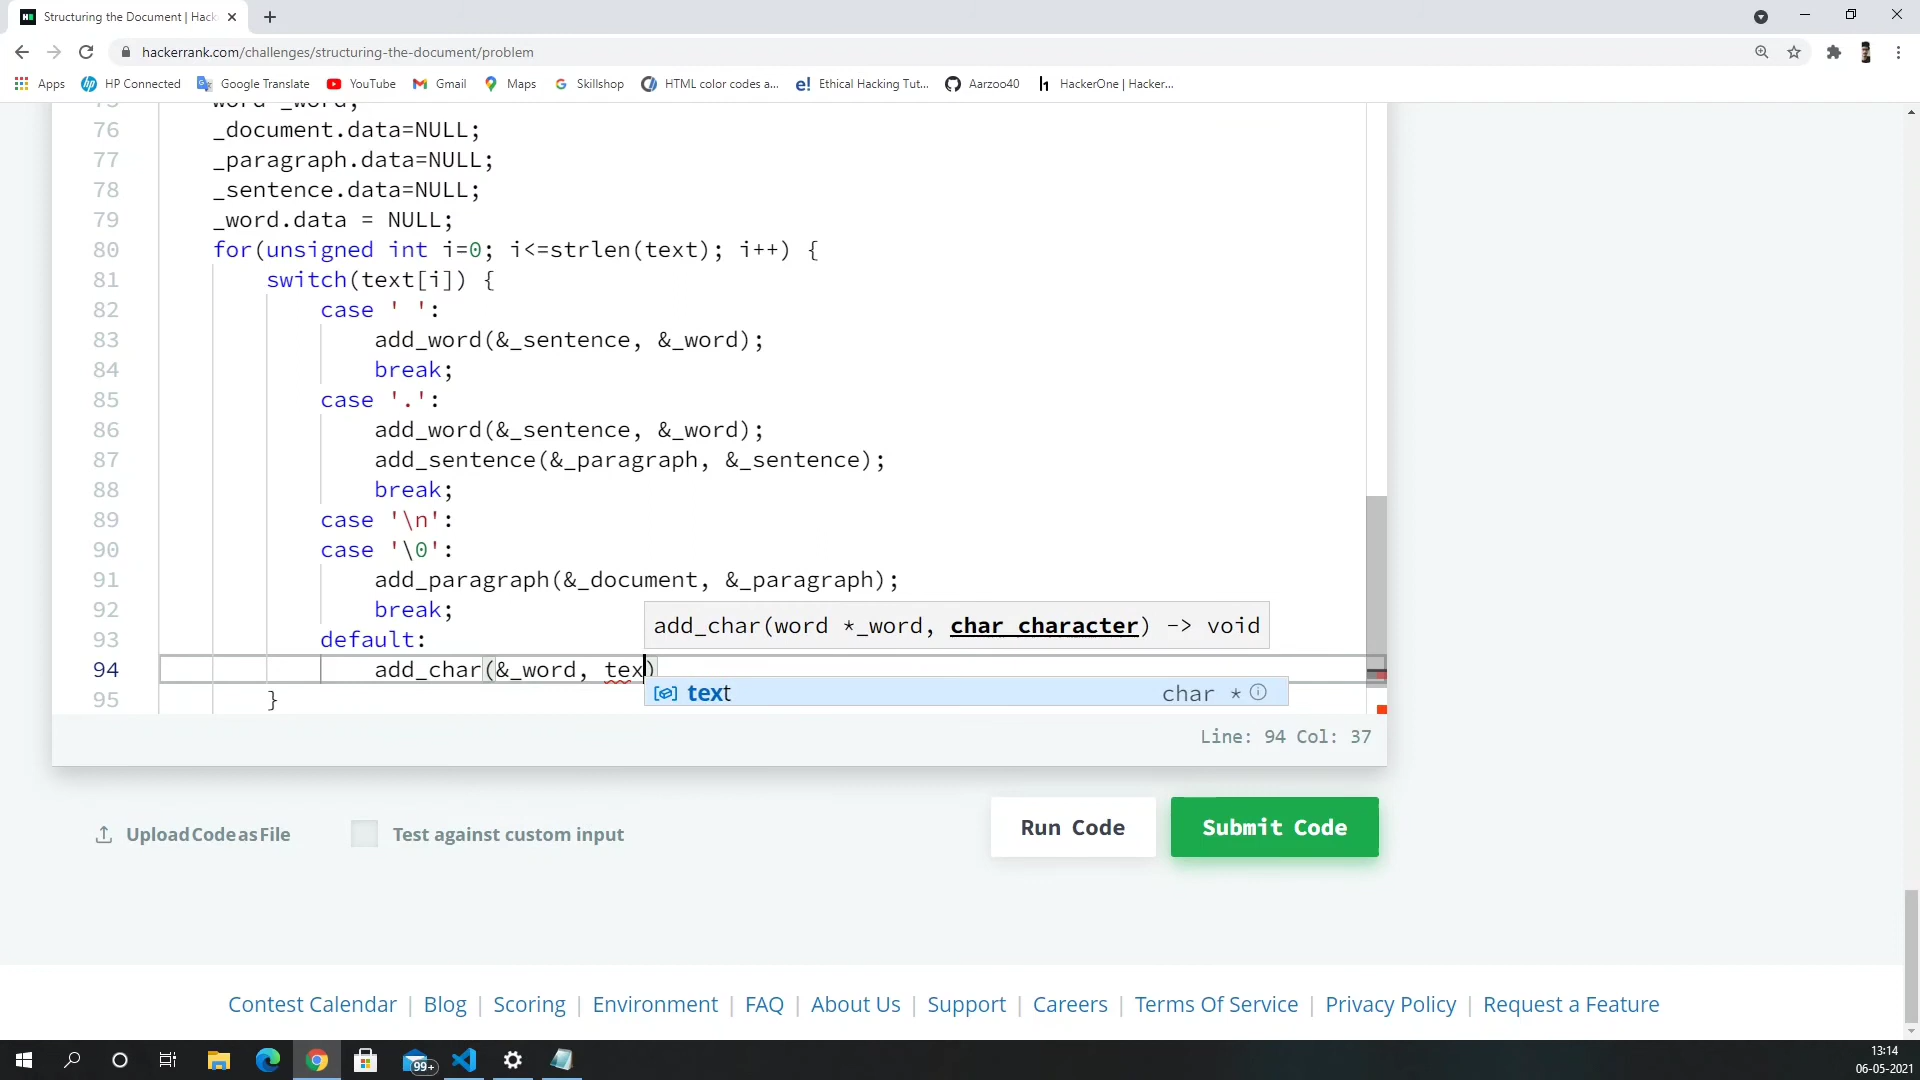 Structuring the Document | Hack
hackerrank.com/challenges/structuring-the-document/problem
Apps HP Connected Google Translate YouTube Gmail Maps Skillshop HTML color codes a... Ethical Hacking Tut... Aarzoo40 HackerOne | Hacker...
75 word _word;
76 _document.data=NULL;
77 _paragraph.data=NULL;
78 _sentence.data=NULL;
79 _word.data = NULL;
80 for(unsigned int i=0; i<=strlen(text); i++) {
81 switch(text[i]) {
82 case ' ':
83 add_word(&_sentence, &_word);
84 break;
85 case '.':
86 add_word(&_sentence, &_word);
87 add_sentence(&_paragraph, &_sentence);
88 break;
89 case '\n':
90 case '\0':
91 add_paragraph(&_document, &_paragraph);
92 break;
add_char(word *_word, char character) -> void
93 default:
94 add_char(&_word, tex)
text char *
95 }
Line: 94 Col: 37
Upload Code as File Test against custom input Run Code Submit Code
Contest Calendar | Blog | Scoring | Environment | FAQ | About Us | Support | Careers | Terms Of Service | Privacy Policy | Request a Feature
99+
13:14
06-05-2021